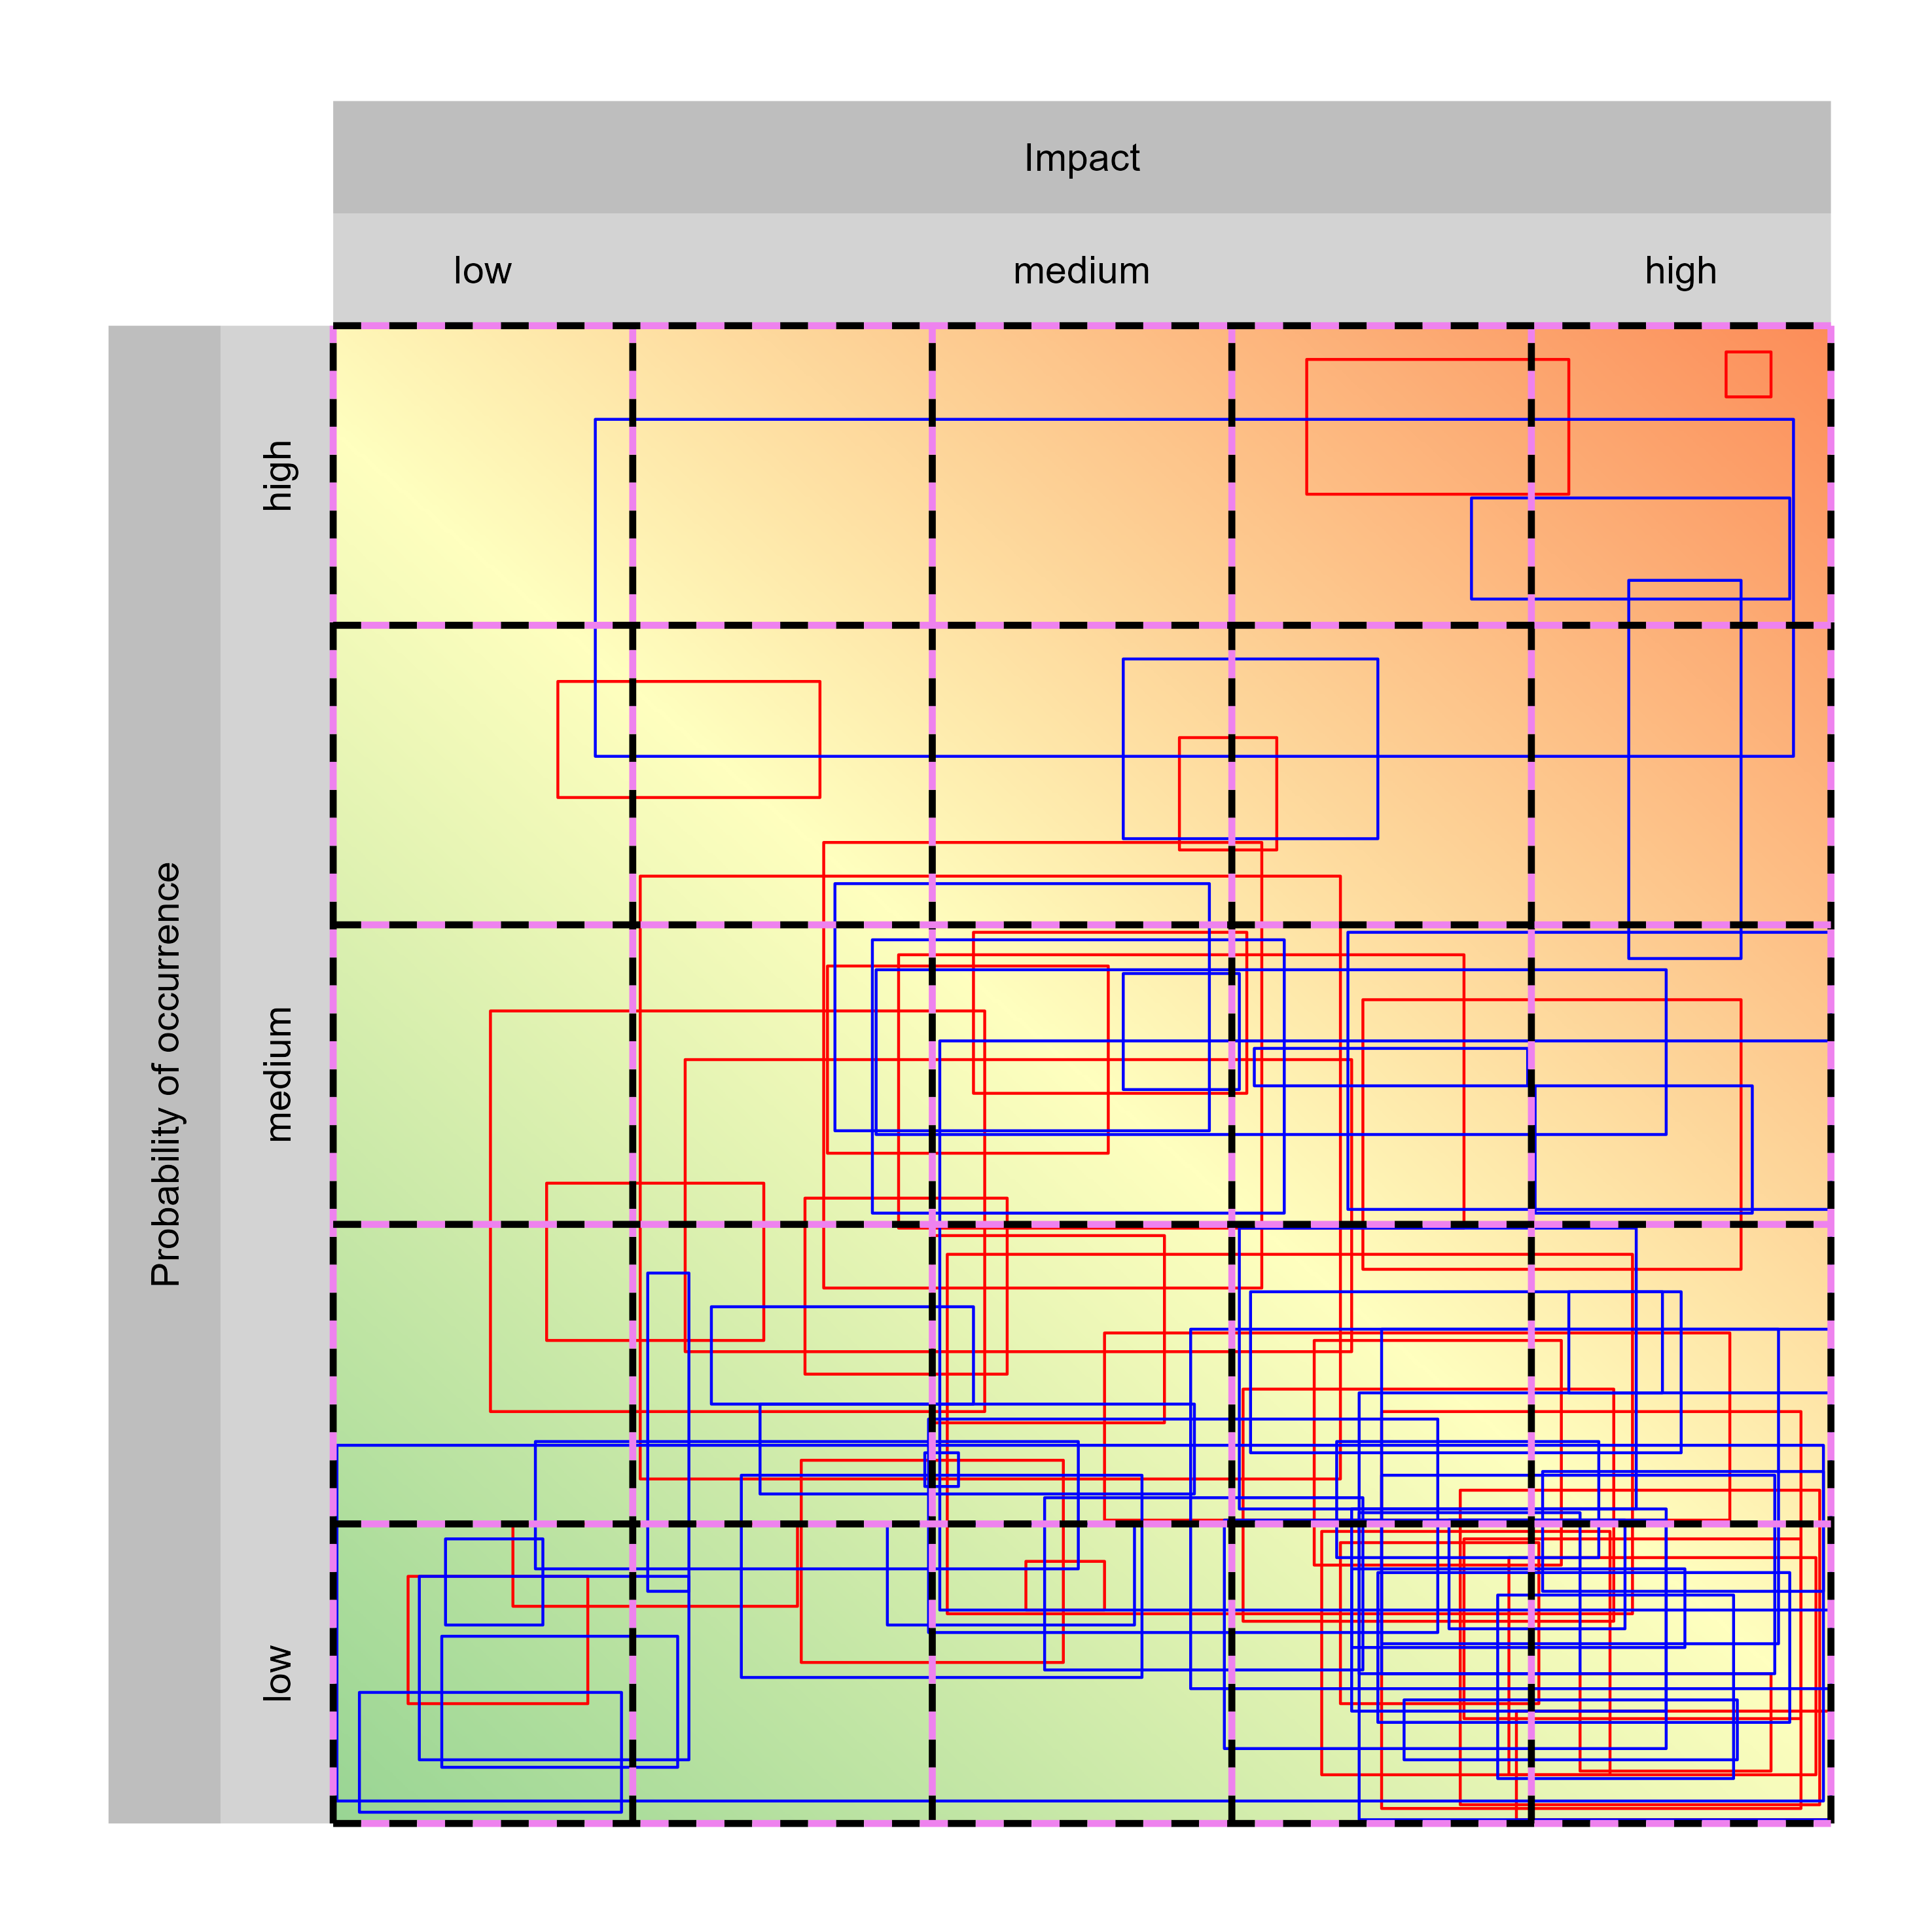 Impact
low
medium
high
Probability of occurrence
high
medium
low